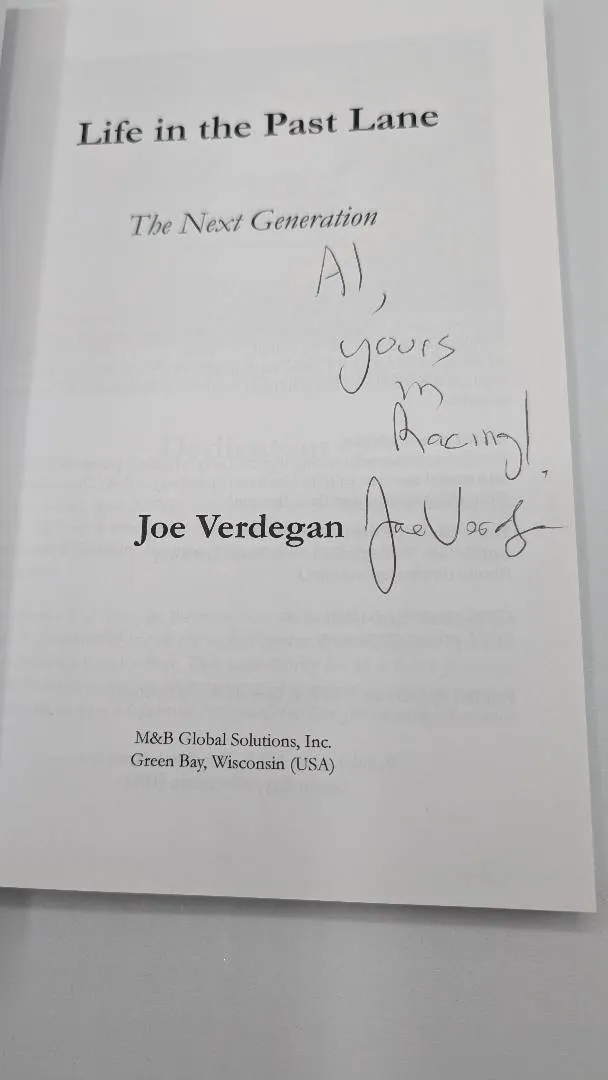 Life in the Past Lane
The Next Generation
Al,
yours
in
Racing!
Joe Verdegan
M&B Global Solutions, Inc.
Green Bay, Wisconsin (USA)